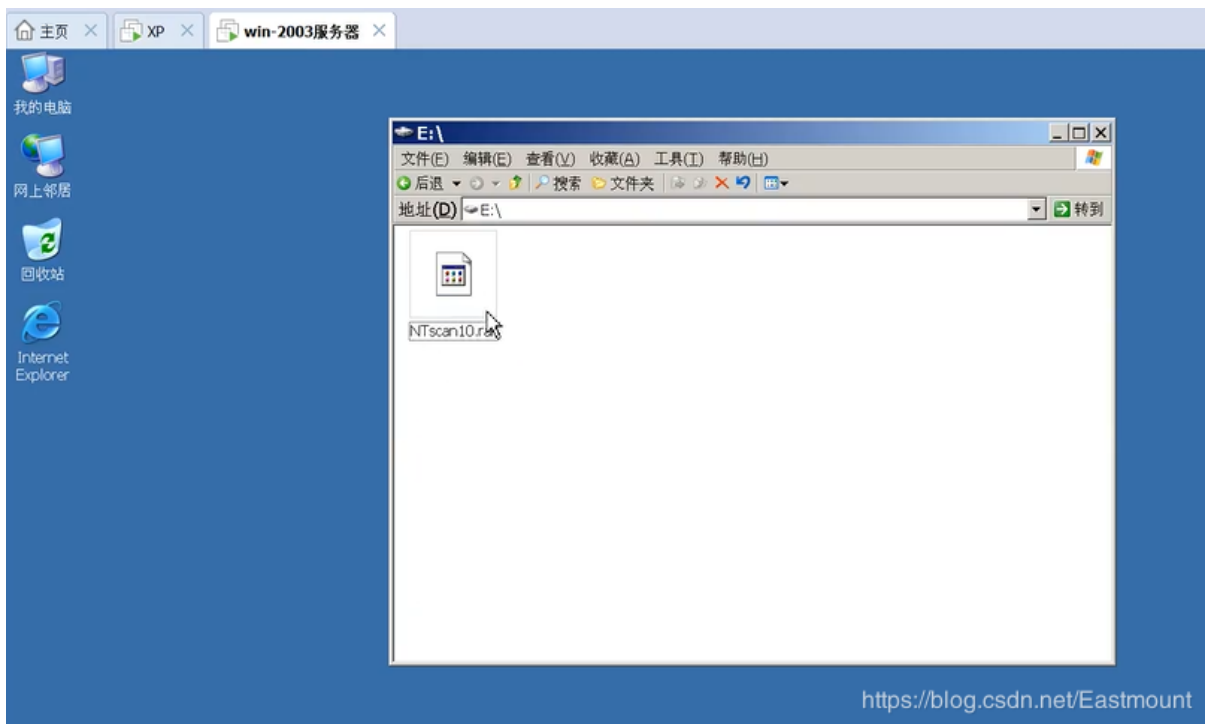 主页 XP win-2003服务器
我的电脑
网上邻居
回收站
Internet
Explorer
E:\
文件(F) 编辑(E) 查看(V) 收藏(A) 工具(T) 帮助(H)
后退 搜索 文件夹
地址(D) E:\ 转到
NTscan10.rar
https://blog.csdn.net/Eastmount